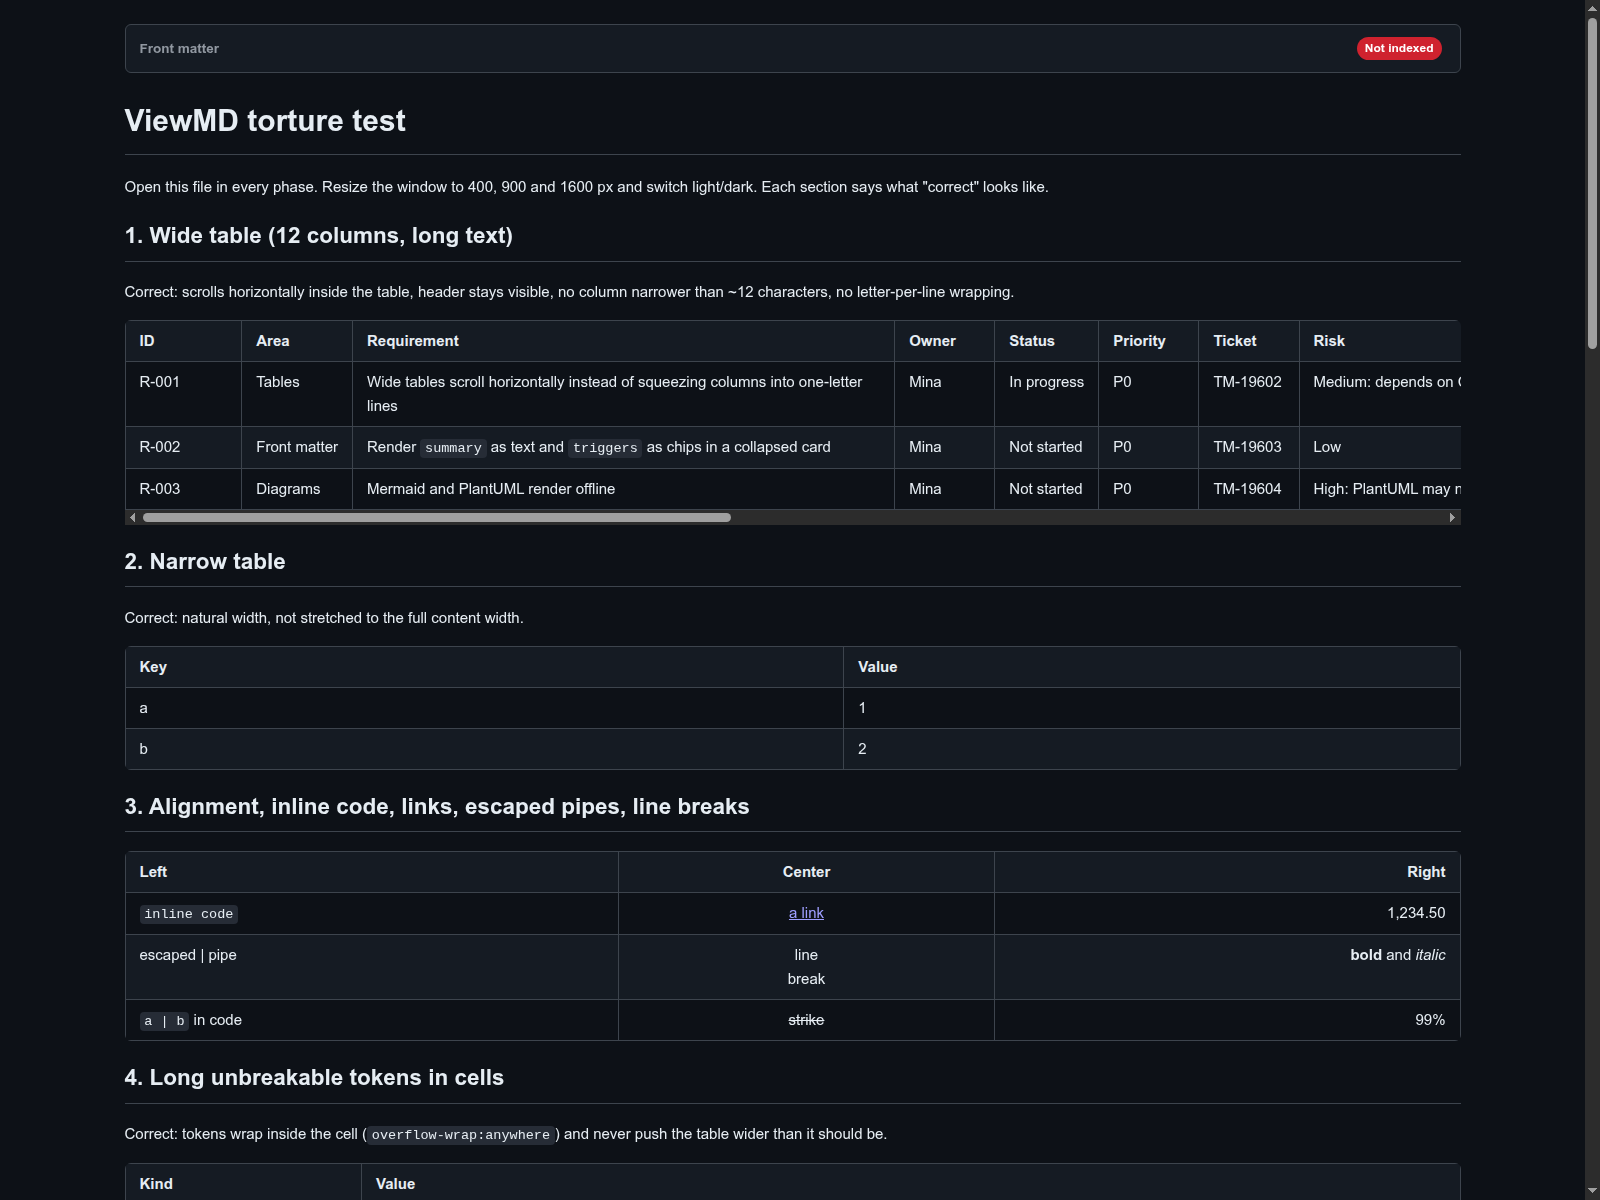 Front matter
Not indexed
ViewMD torture test
Open this file in every phase. Resize the window to 400, 900 and 1600 px and switch light/dark. Each section says what "correct" looks like.
1. Wide table (12 columns, long text)
Correct: scrolls horizontally inside the table, header stays visible, no column narrower than ~12 characters, no letter-per-line wrapping.
ID Area Requirement Owner Status Priority Ticket Risk
R-001 Tables Wide tables scroll horizontally instead of squeezing columns into one-letter Mina In progress P0 TM-19602 Medium: depends on
lines
R-002 Front matter Render summary as text and triggers as chips in a collapsed card Mina Not started P0 TM-19603 Low
R-003 Diagrams Mermaid and PlantUML render offline Mina Not started P0 TM-19604 High: PlantUML may
2. Narrow table
Correct: natural width, not stretched to the full content width.
Key Value
a 1
b 2
3. Alignment, inline code, links, escaped pipes, line breaks
Left Center Right
inline code a link 1,234.50
escaped | pipe line bold and italic
break
a | b in code strike 99%
4. Long unbreakable tokens in cells
Correct: tokens wrap inside the cell (overflow-wrap:anywhere) and never push the table wider than it should be.
Kind Value